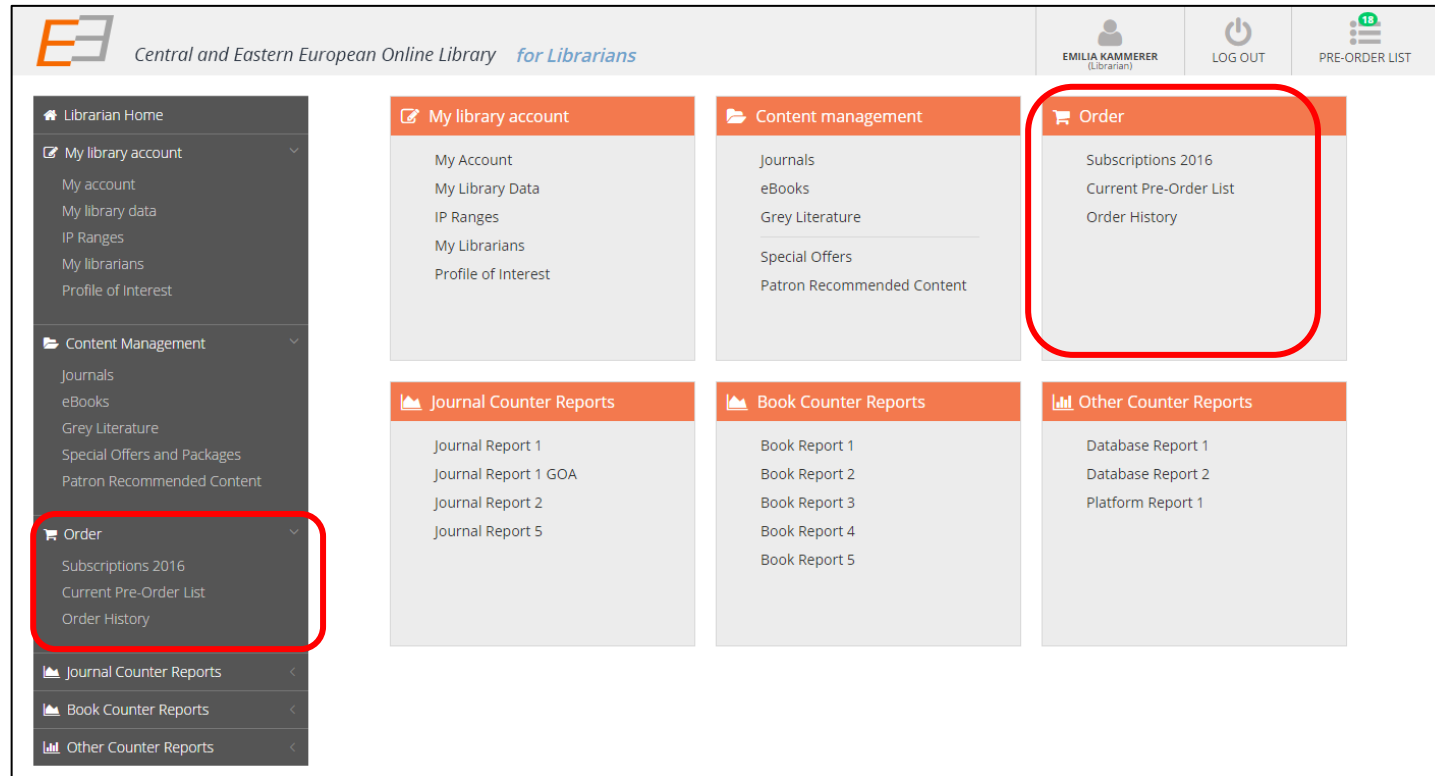 Central and Eastern European Online Library for Librarians
EMILIA KAMMERER
(Librarian)
LOG OUT
18
PRE-ORDER LIST
Librarian Home
My library account
My account
My library data
IP Ranges
My librarians
Profile of Interest
Content Management
Journals
eBooks
Grey Literature
Special Offers and Packages
Patron Recommended Content
Order
Subscriptions 2016
Current Pre-Order List
Order History
Journal Counter Reports
Book Counter Reports
Other Counter Reports
My library account
My Account
My Library Data
IP Ranges
My Librarians
Profile of Interest
Content management
Journals
eBooks
Grey Literature
Special Offers
Patron Recommended Content
Order
Subscriptions 2016
Current Pre-Order List
Order History
Journal Counter Reports
Journal Report 1
Journal Report 1 GOA
Journal Report 2
Journal Report 5
Book Counter Reports
Book Report 1
Book Report 2
Book Report 3
Book Report 4
Book Report 5
Other Counter Reports
Database Report 1
Database Report 2
Platform Report 1